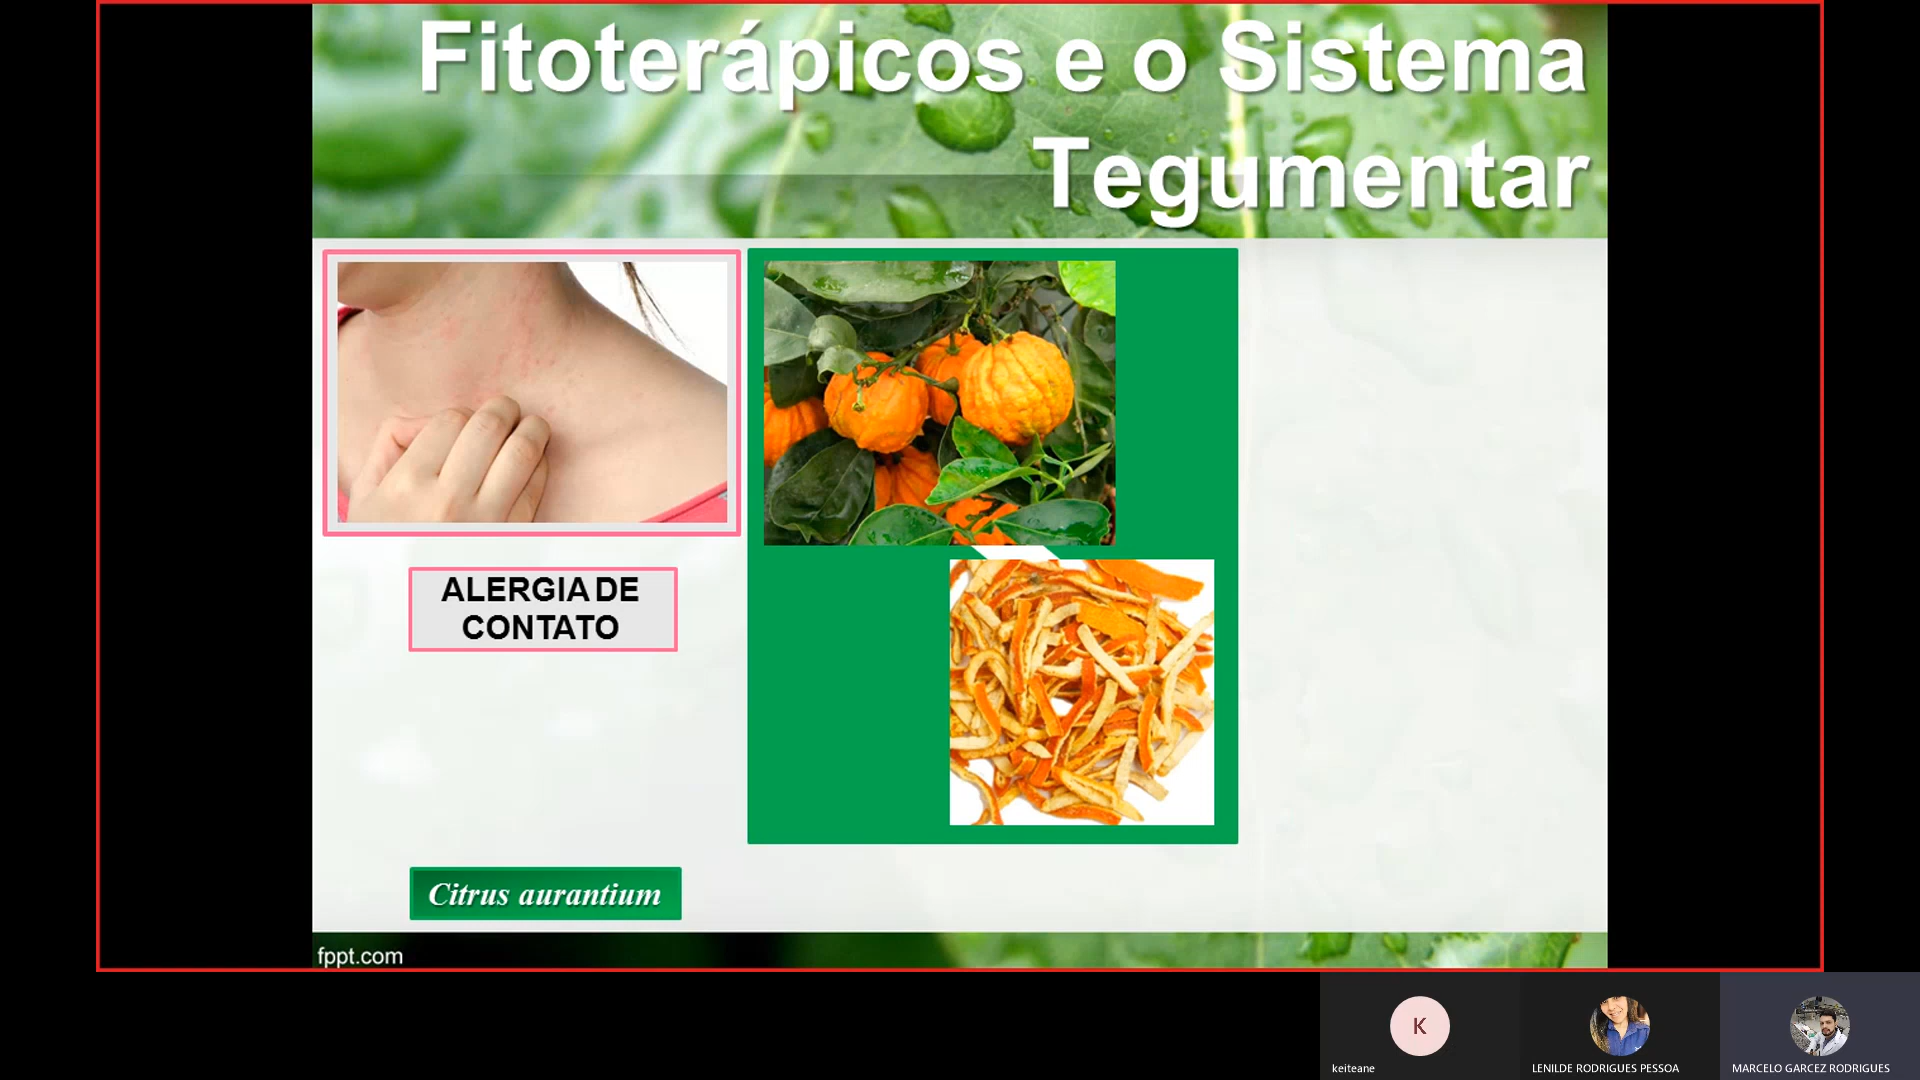 Fitoterápicos e o Sistema
Tegumentar
ALERGIA DE
CONTATO
Citrus aurantium
fppt.com
K
keiteane
LENILDE RODRIGUES PESSOA
MARCELO GARCEZ RODRIGUES